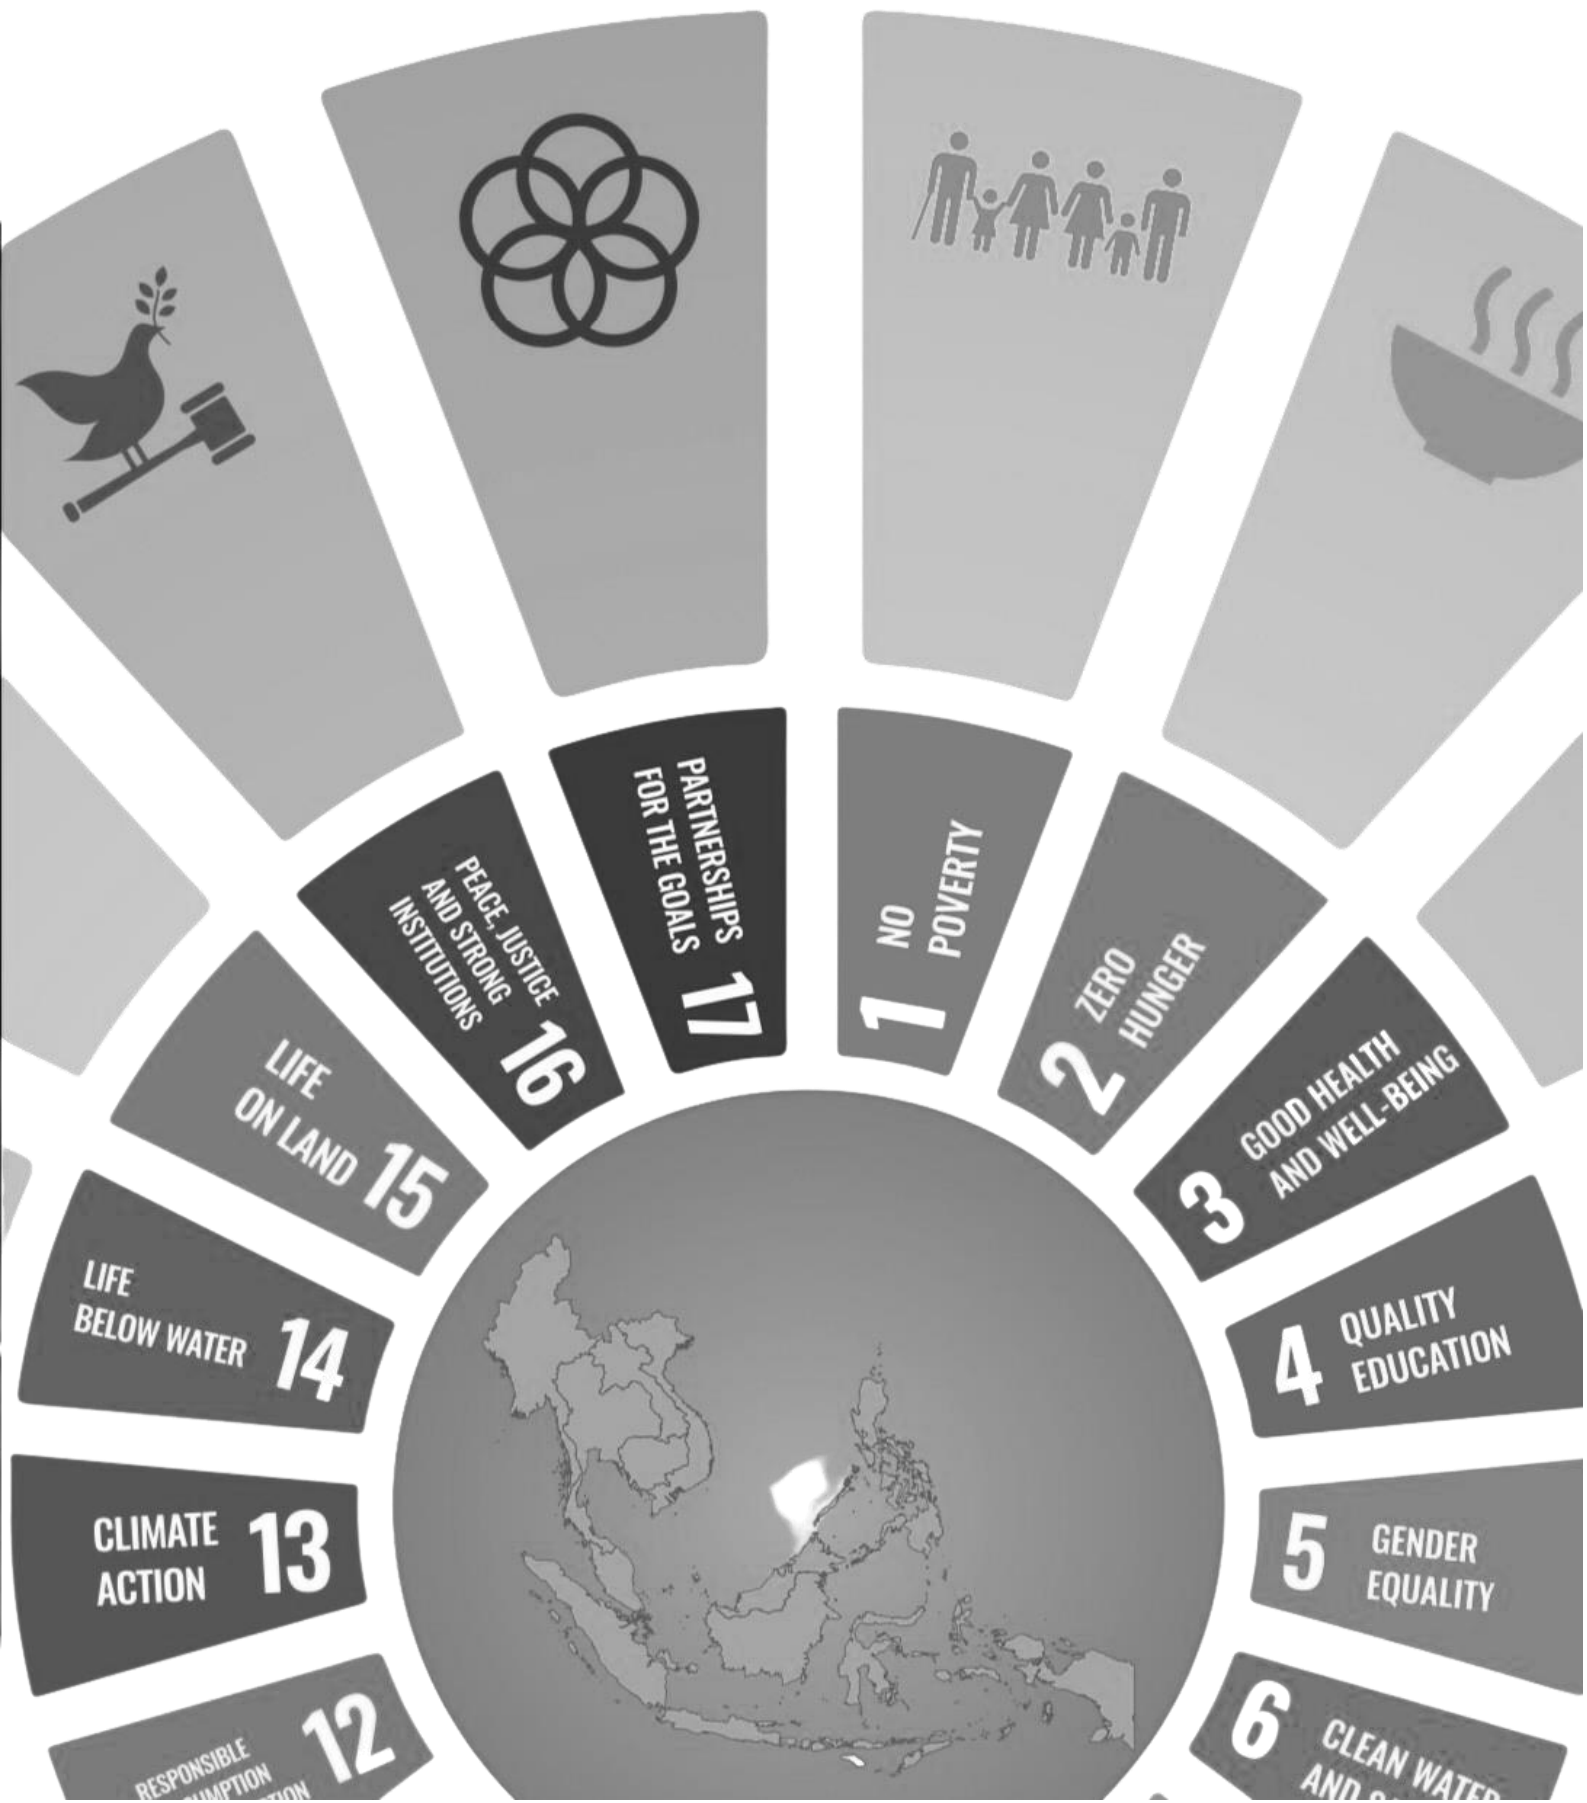 1
NO
POVERTY
2
ZERO
HUNGER
3
GOOD HEALTH
AND WELL-BEING
4
QUALITY
EDUCATION
5
GENDER
EQUALITY
6
CLEAN WATER
AND
RESPONSIBLE
12
CLIMATE
ACTION
13
LIFE
BELOW WATER
14
LIFE
ON LAND
15
PEACE, JUSTICE
AND STRONG
INSTITUTIONS
16
PARTNERSHIPS
FOR THE GOALS
17